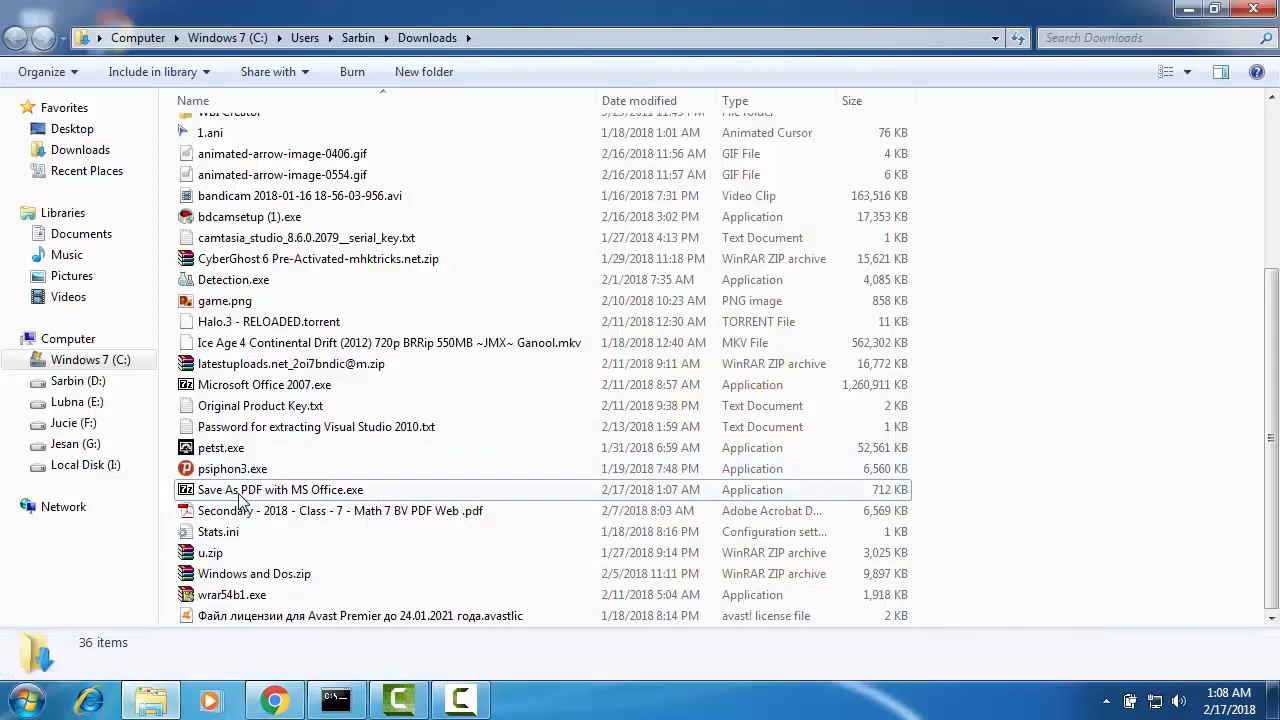 Computer Windows 7 (C:) Users Sarbin Downloads
Search Downloads
Organize Include in library Share with Burn New folder
Name Date modified Type Size
Favorites
Desktop
Downloads
Recent Places
Libraries
Documents
Music
Pictures
Videos
Computer
Windows 7 (C:)
Sarbin (D:)
Lubna (E:)
Jucie (F:)
Jesan (G:)
Local Disk (I:)
Network
1.ani 1/18/2018 1:01 AM Animated Cursor 76 KB
animated-arrow-image-0406.gif 2/16/2018 11:56 AM GIF File 4 KB
animated-arrow-image-0554.gif 2/16/2018 11:57 AM GIF File 6 KB
bandicam 2018-01-16 18-56-03-956.avi 1/16/2018 7:31 PM Video Clip 163,516 KB
bdcamsetup (1).exe 2/16/2018 3:02 PM Application 17,353 KB
camtasia_studio_8.6.0.2079__serial_key.txt 1/27/2018 4:13 PM Text Document 1 KB
CyberGhost 6 Pre-Activated-mhktricks.net.zip 1/29/2018 11:18 PM WinRAR ZIP archive 15,621 KB
Detection.exe 2/1/2018 7:35 AM Application 4,085 KB
game.png 2/10/2018 10:23 AM PNG image 858 KB
Halo.3 - RELOADED.torrent 2/11/2018 12:30 AM TORRENT File 11 KB
Ice Age 4 Continental Drift (2012) 720p BRRip 550MB ~JMX~ Ganool.mkv 1/18/2018 12:40 AM MKV File 562,302 KB
latestuploads.net_2oi7bndic@m.zip 2/11/2018 9:11 AM WinRAR ZIP archive 16,772 KB
Microsoft Office 2007.exe 2/11/2018 8:57 AM Application 1,260,911 KB
Original Product Key.txt 2/11/2018 9:38 PM Text Document 2 KB
Password for extracting Visual Studio 2010.txt 2/13/2018 1:59 AM Text Document 1 KB
petst.exe 1/31/2018 6:59 AM Application 52,561 KB
psiphon3.exe 1/19/2018 7:48 PM Application 6,560 KB
Save As PDF with MS Office.exe 2/17/2018 1:07 AM Application 712 KB
Secondary - 2018 - Class - 7 - Math 7 BV PDF Web .pdf 2/7/2018 8:03 AM Adobe Acrobat D... 6,569 KB
Stats.ini 1/18/2018 8:16 PM Configuration sett... 1 KB
u.zip 1/27/2018 9:14 PM WinRAR ZIP archive 3,025 KB
Windows and Dos.zip 2/5/2018 11:11 PM WinRAR ZIP archive 9,897 KB
wrar54b1.exe 2/11/2018 5:04 AM Application 1,918 KB
Файл лицензии для Avast Premier до 24.01.2021 года.avastlic 1/18/2018 8:14 PM avast! license file 2 KB
36 items
1:08 AM
2/17/2018